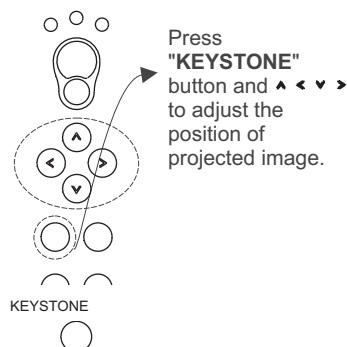 Press
"KEYSTONE"
button and ∧ < ∨ >
to adjust the
position of
projected image.
KEYSTONE